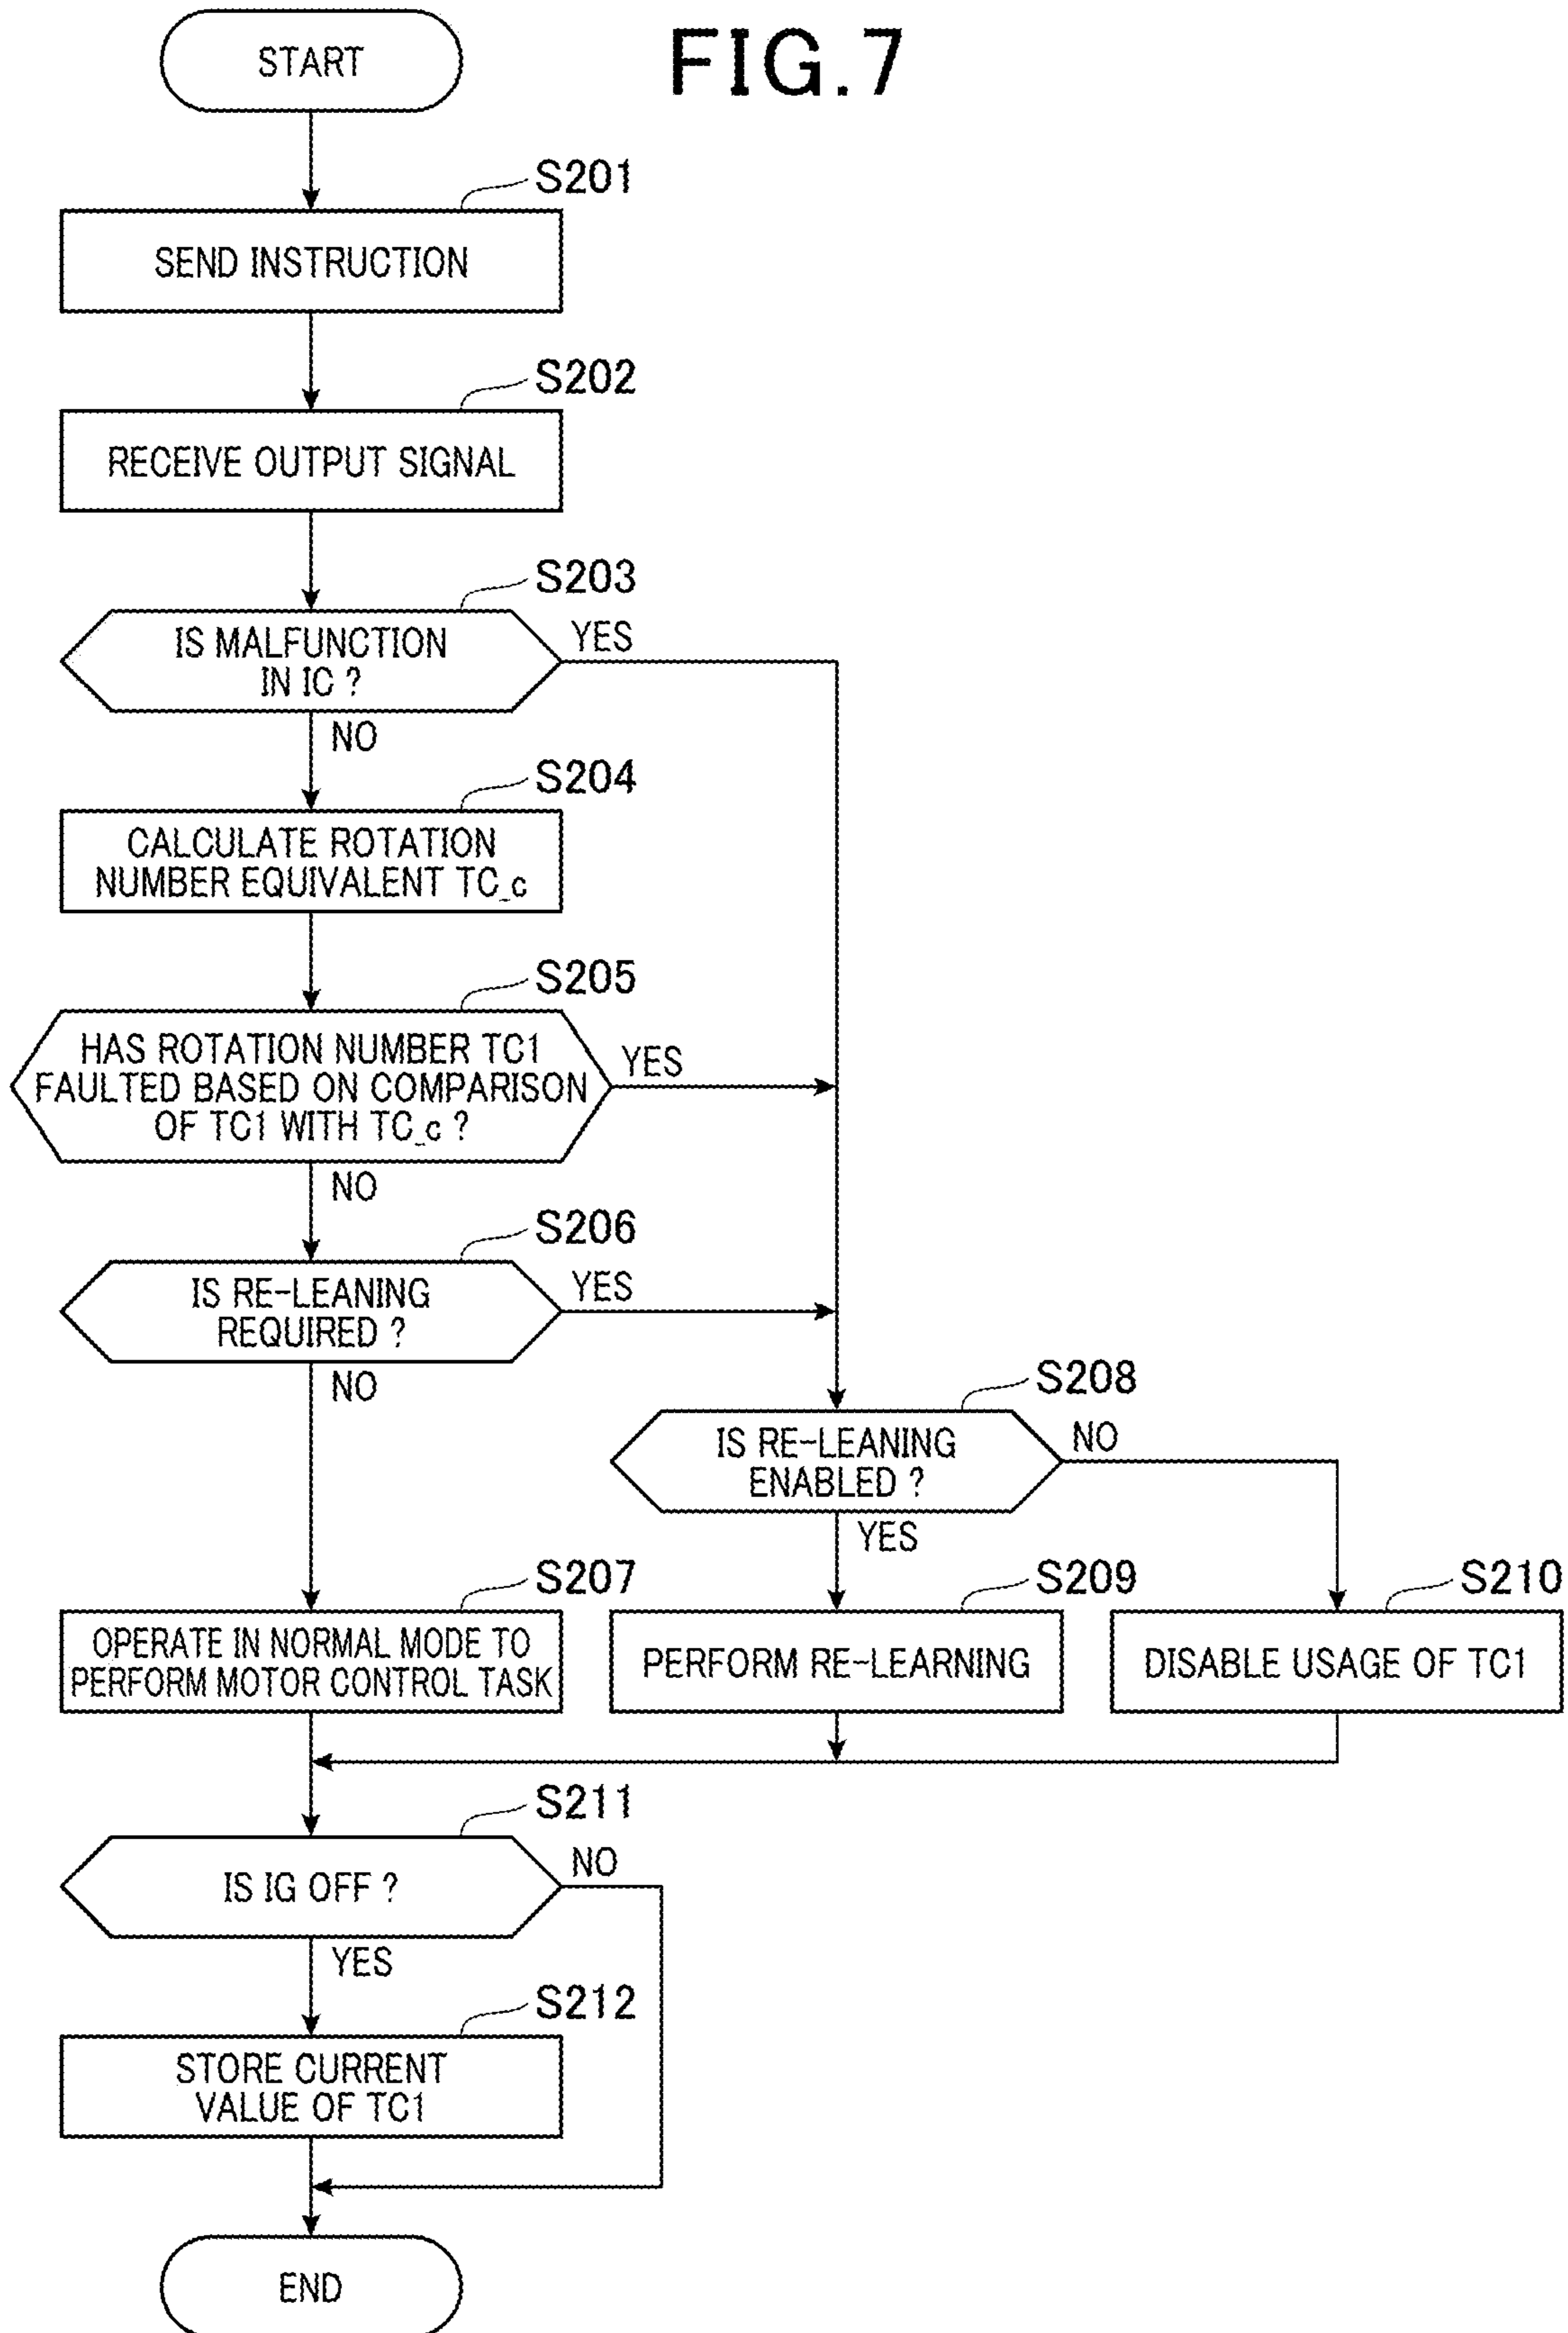 FIG.7
START
S201
SEND INSTRUCTION
S202
RECEIVE OUTPUT SIGNAL
S203
IS MALFUNCTION
IN IC ?
YES
NO
S204
CALCULATE ROTATION
NUMBER EQUIVALENT TC_c
S205
HAS ROTATION NUMBER TC1
FAULTED BASED ON COMPARISON
OF TC1 WITH TC_c ?
YES
NO
S206
IS RE-LEANING
REQUIRED ?
YES
NO
S208
IS RE-LEANING
ENABLED ?
NO
YES
S207
OPERATE IN NORMAL MODE TO
PERFORM MOTOR CONTROL TASK
S209
PERFORM RE-LEARNING
S210
DISABLE USAGE OF TC1
S211
IS IG OFF ?
NO
YES
S212
STORE CURRENT
VALUE OF TC1
END